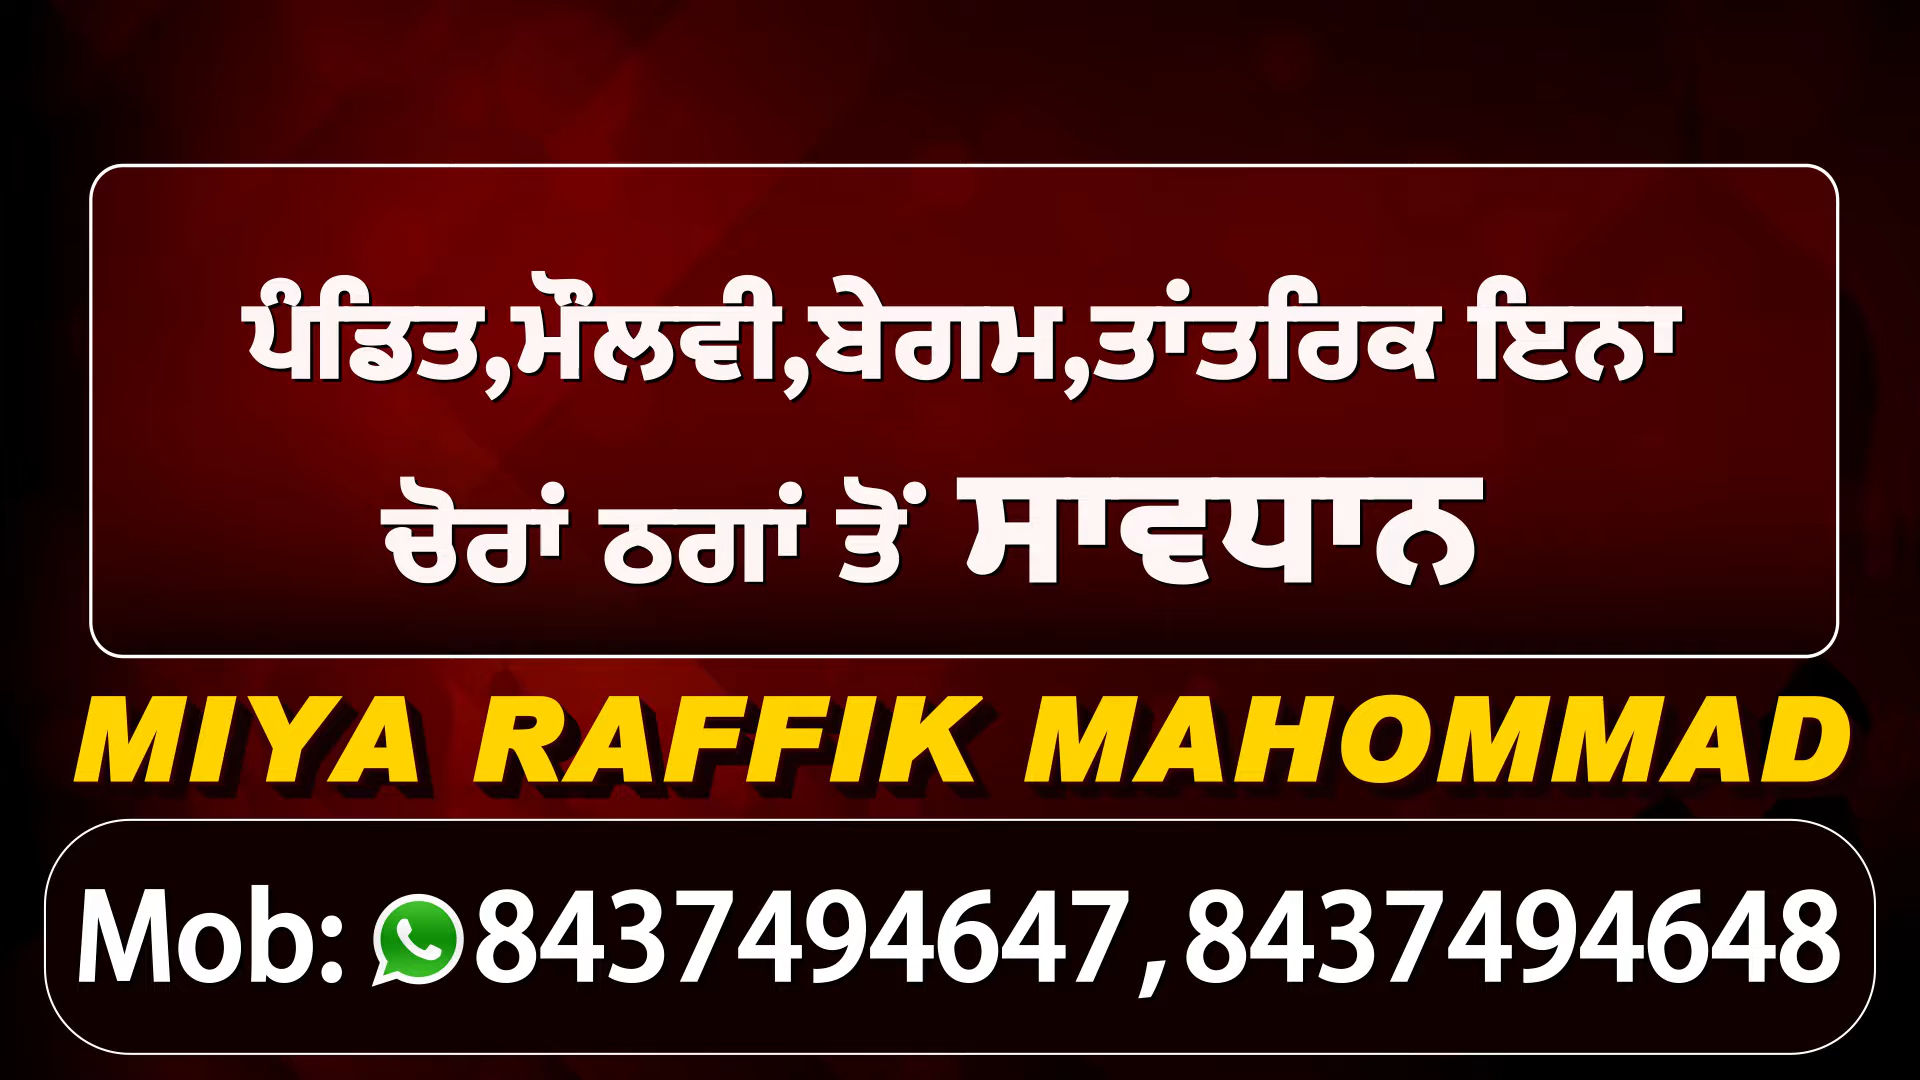 ਪੰਡਿਤ,ਮੌਲਵੀ,ਬੇਗਮ,ਤਾਂਤਰਿਕ ਇਨਾ
ਚੋਰਾਂ ਠਗਾਂ ਤੋਂ ਸਾਵਧਾਨ
MIYA RAFFIK MAHOMMAD
Mob: 8437494647, 8437494648